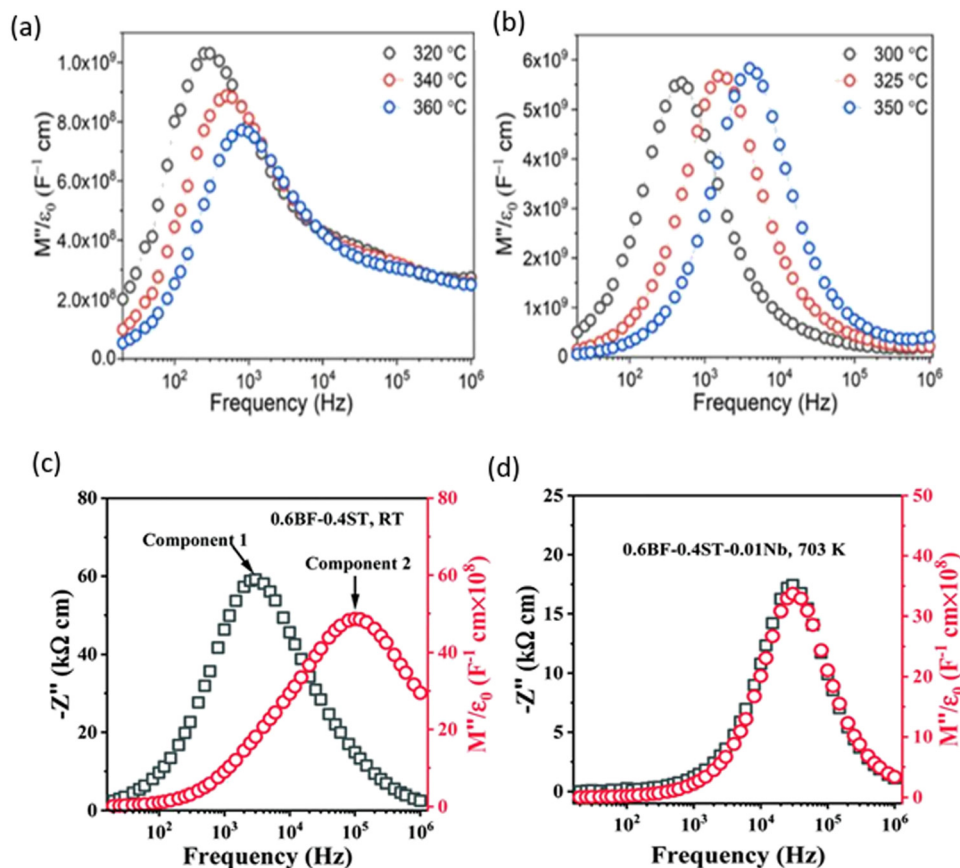 (a)
320 °C
340 °C
360 °C
M''/ε₀ (F⁻¹ cm)
1.0x10⁹
8.0x10⁸
6.0x10⁸
4.0x10⁸
2.0x10⁸
0.0
10² 10³ 10⁴ 10⁵ 10⁶
Frequency (Hz)
(b)
300 °C
325 °C
350 °C
M''/ε₀ (F⁻¹ cm)
6x10⁹
5x10⁹
4x10⁹
3x10⁹
2x10⁹
1x10⁹
0
10² 10³ 10⁴ 10⁵ 10⁶
Frequency (Hz)
(c)
0.6BF-0.4ST, RT
Component 1
Component 2
-Z'' (kΩ cm)
80
60
40
20
0
M''/ε₀ (F⁻¹ cm×10⁸)
80
60
40
20
0
10² 10³ 10⁴ 10⁵ 10⁶
Frequency (Hz)
(d)
0.6BF-0.4ST-0.01Nb, 703 K
-Z'' (kΩ cm)
25
20
15
10
5
0
M''/ε₀ (F⁻¹ cm×10⁸)
50
40
30
20
10
0
10² 10³ 10⁴ 10⁵ 10⁶
Frequency (Hz)